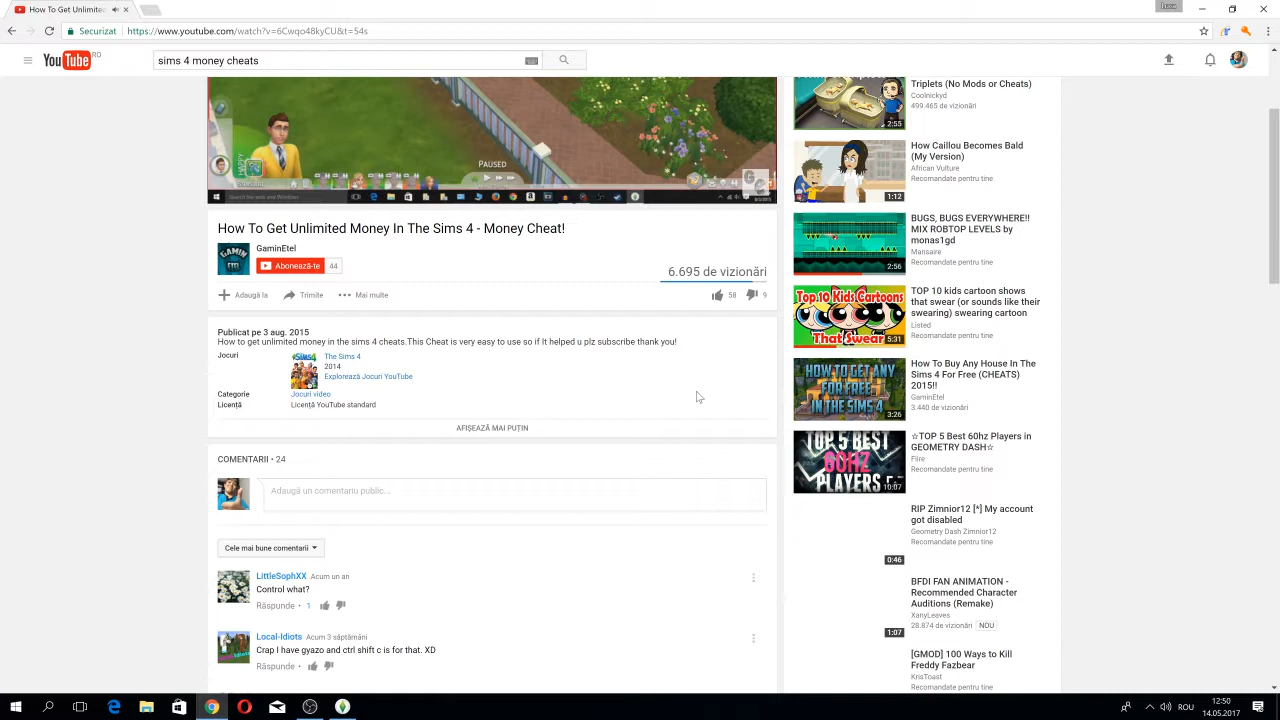 How To Get Unlimited
Securizat
https://www.youtube.com/watch?v=6Cwqo48kyCU&t=54s
YouTube RO
sims 4 money cheats
PAUSED
Search the web and Windows
How To Get Unlimited Money In The Sims 4 - Money Cheat!
GaminEtel
GAMIN
Abonează-te 44
6.695 de vizionări
Adaugă la Trimite Mai multe
58 9
Publicat pe 3 aug. 2015
How to get unlimited money in the sims 4 cheats.This Cheat is very easy to use so if It helped u plz subscribe thank you!
Jocuri
The Sims 4
2014
Explorează Jocuri YouTube
Categorie Jocuri video
Licență Licență YouTube standard
AFIȘEAZĂ MAI PUȚIN
COMENTARII • 24
Adaugă un comentariu public...
Cele mai bune comentarii
LittleSophXX Acum un an
Control what?
Răspunde • 1
Local-Idiots Acum 3 săptămâni
Crap I have gyazo and ctrl shift c is for that. XD
Răspunde •
Triplets (No Mods or Cheats)
Coolnickyd
499.465 de vizionări
2:55
How Caillou Becomes Bald
(My Version)
African Vulture
Recomandate pentru tine
1:12
BUGS, BUGS EVERYWHERE!!
MIX ROBTOP LEVELS by
monas1gd
Mansaire
Recomandate pentru tine
2:56
TOP 10 kids cartoon shows
that swear (or sounds like their
swearing) swearing cartoon
Listed
Recomandate pentru tine
Top 10 Kids Cartoons
That Swear
5:31
How To Buy Any House In The
Sims 4 For Free (CHEATS)
2015!!
GaminEtel
3.440 de vizionări
HOW TO GET ANY
FOR FREE
IN THE SIMS 4
3:26
☆TOP 5 Best 60hz Players in
GEOMETRY DASH☆
Fiire
Recomandate pentru tine
TOP 5 BEST
60HZ
PLAYERS
10:07
RIP Zimnior12 [*] My account
got disabled
Geometry Dash Zimnior12
Recomandate pentru tine
0:46
BFDI FAN ANIMATION -
Recommended Character
Auditions (Remake)
XanyLeaves
28.874 de vizionări NOU
1:07
[GMOD] 100 Ways to Kill
Freddy Fazbear
KrisToast
Recomandate pentru tine
ROU
12:50
14.05.2017